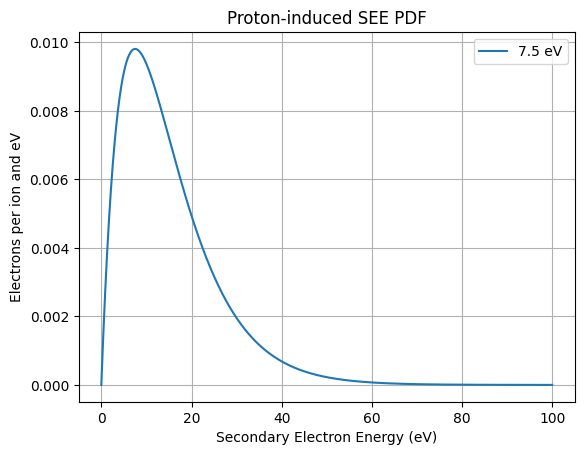 Proton-induced SEE PDF
7.5 eV
Electrons per ion and eV
0.010
0.008
0.006
0.004
0.002
0.000
0 20 40 60 80 100
Secondary Electron Energy (eV)